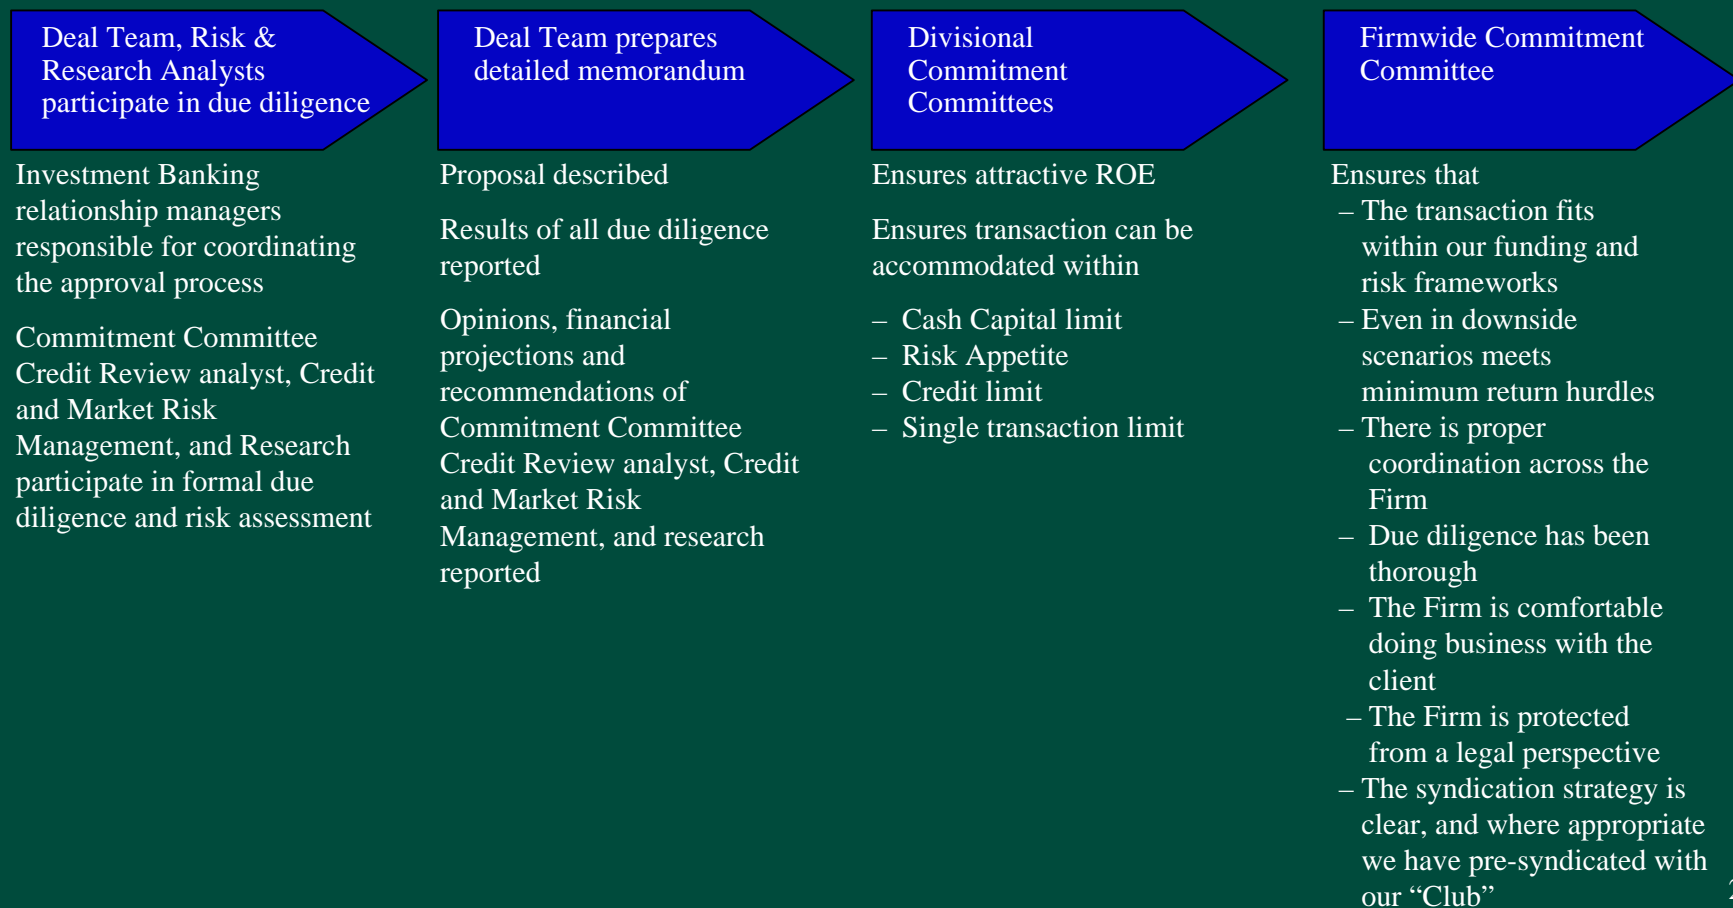 Deal Team, Risk &
Research Analysts
participate in due diligence
Investment Banking
relationship managers
responsible for coordinating
the approval process
Commitment Committee
Credit Review analyst, Credit
and Market Risk
Management, and Research
participate in formal due
diligence and risk assessment
Deal Team prepares
detailed memorandum
Proposal described
Results of all due diligence
reported
Opinions, financial
projections and
recommendations of
Commitment Committee
Credit Review analyst, Credit
and Market Risk
Management, and research
reported
Divisional
Commitment
Committees
Ensures attractive ROE
Ensures transaction can be
accommodated within
– Cash Capital limit
– Risk Appetite
– Credit limit
– Single transaction limit
Firmwide Commitment
Committee
Ensures that
– The transaction fits
within our funding and
risk frameworks
– Even in downside
scenarios meets
minimum return hurdles
– There is proper
coordination across the
Firm
– Due diligence has been
thorough
– The Firm is comfortable
doing business with the
client
– The Firm is protected
from a legal perspective
– The syndication strategy is
clear, and where appropriate
we have pre-syndicated with
our “Club”